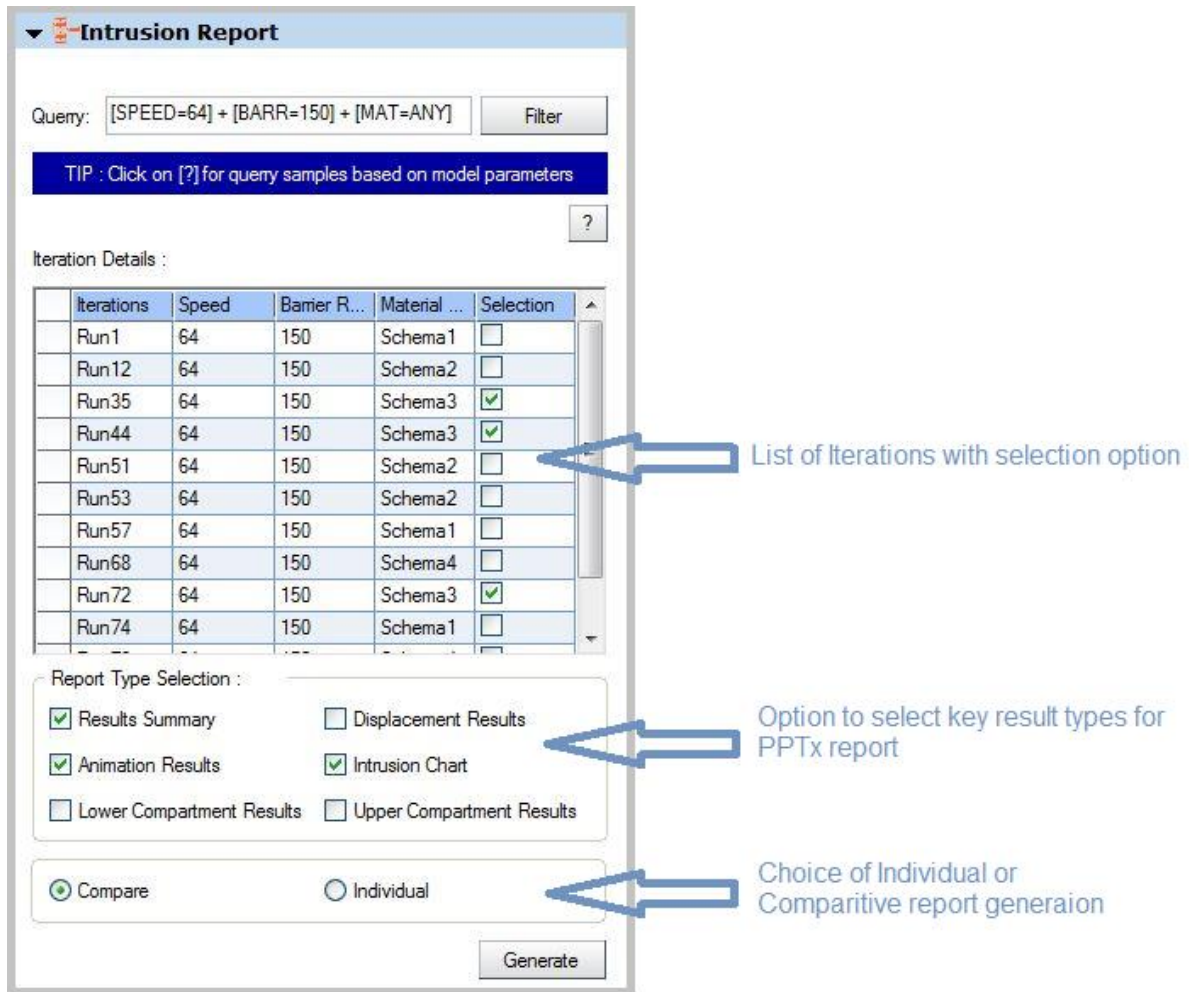 Intrusion Report
Querry: [SPEED=64] + [BARR=150] + [MAT=ANY] Filter
TIP : Click on [?] for querry samples based on model parameters
?
Iteration Details :
Iterations Speed Barrier R... Material ... Selection
Run1 64 150 Schema1
Run12 64 150 Schema2
Run35 64 150 Schema3
Run44 64 150 Schema3
Run51 64 150 Schema2
Run53 64 150 Schema2
Run57 64 150 Schema1
Run68 64 150 Schema4
Run72 64 150 Schema3
Run74 64 150 Schema1
List of Iterations with selection option
Report Type Selection :
Results Summary Displacement Results
Animation Results Intrusion Chart
Lower Compartment Results Upper Compartment Results
Option to select key result types for
PPTx report
Compare Individual
Choice of Individual or
Comparitive report generaion
Generate